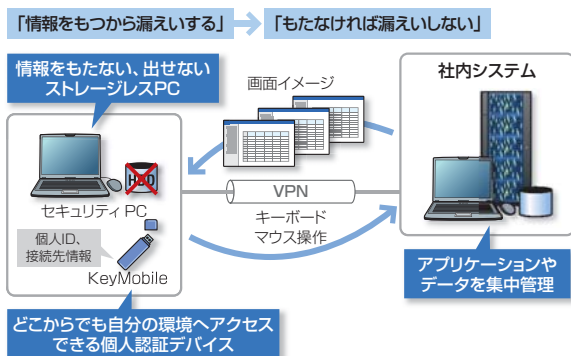 「情報をもつから漏えいする」
「もたなければ漏えいしない」
情報をもたない、出せない
ストレージレスPC
画面イメージ
社内システム
HDD
セキュリティPC
VPN
キーボード
マウス操作
個人ID、
接続先情報
KeyMobile
アプリケーションや
データを集中管理
どこからでも自分の環境へアクセス
できる個人認証デバイス